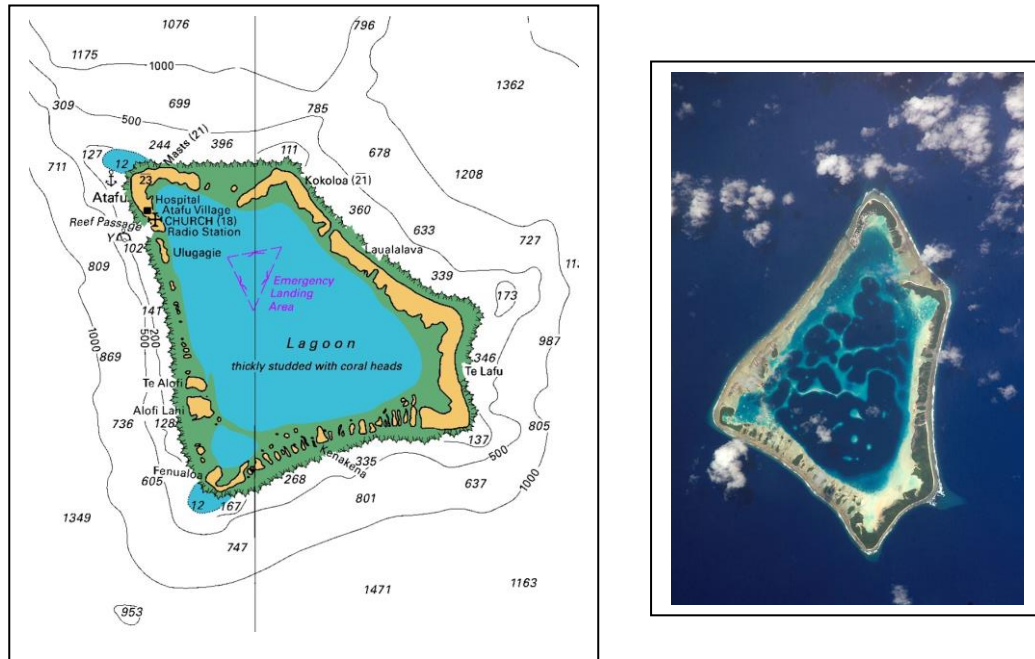 1076
796
1175
1000
1362
309
699
785
500
244
396
Masts (21)
127
12
111
678
711
23
Kokoloa (21)
1208
Atafu
Hospital
Atafu Village
360
Reef Passage
CHURCH (18)
Radio Station
633
727
102
Laualalava
Ulugagie
809
339
Emergency
Landing
Area
173
141
200
500
1000
987
869
Lagoon
346
thickly studded with coral heads
Te Lafu
Te Alofi
Alofi Lahi
736
128
805
137
Fenualoa
Kenakena
500
335
605
268
637
1000
12
167
801
1349
747
1471
1163
953